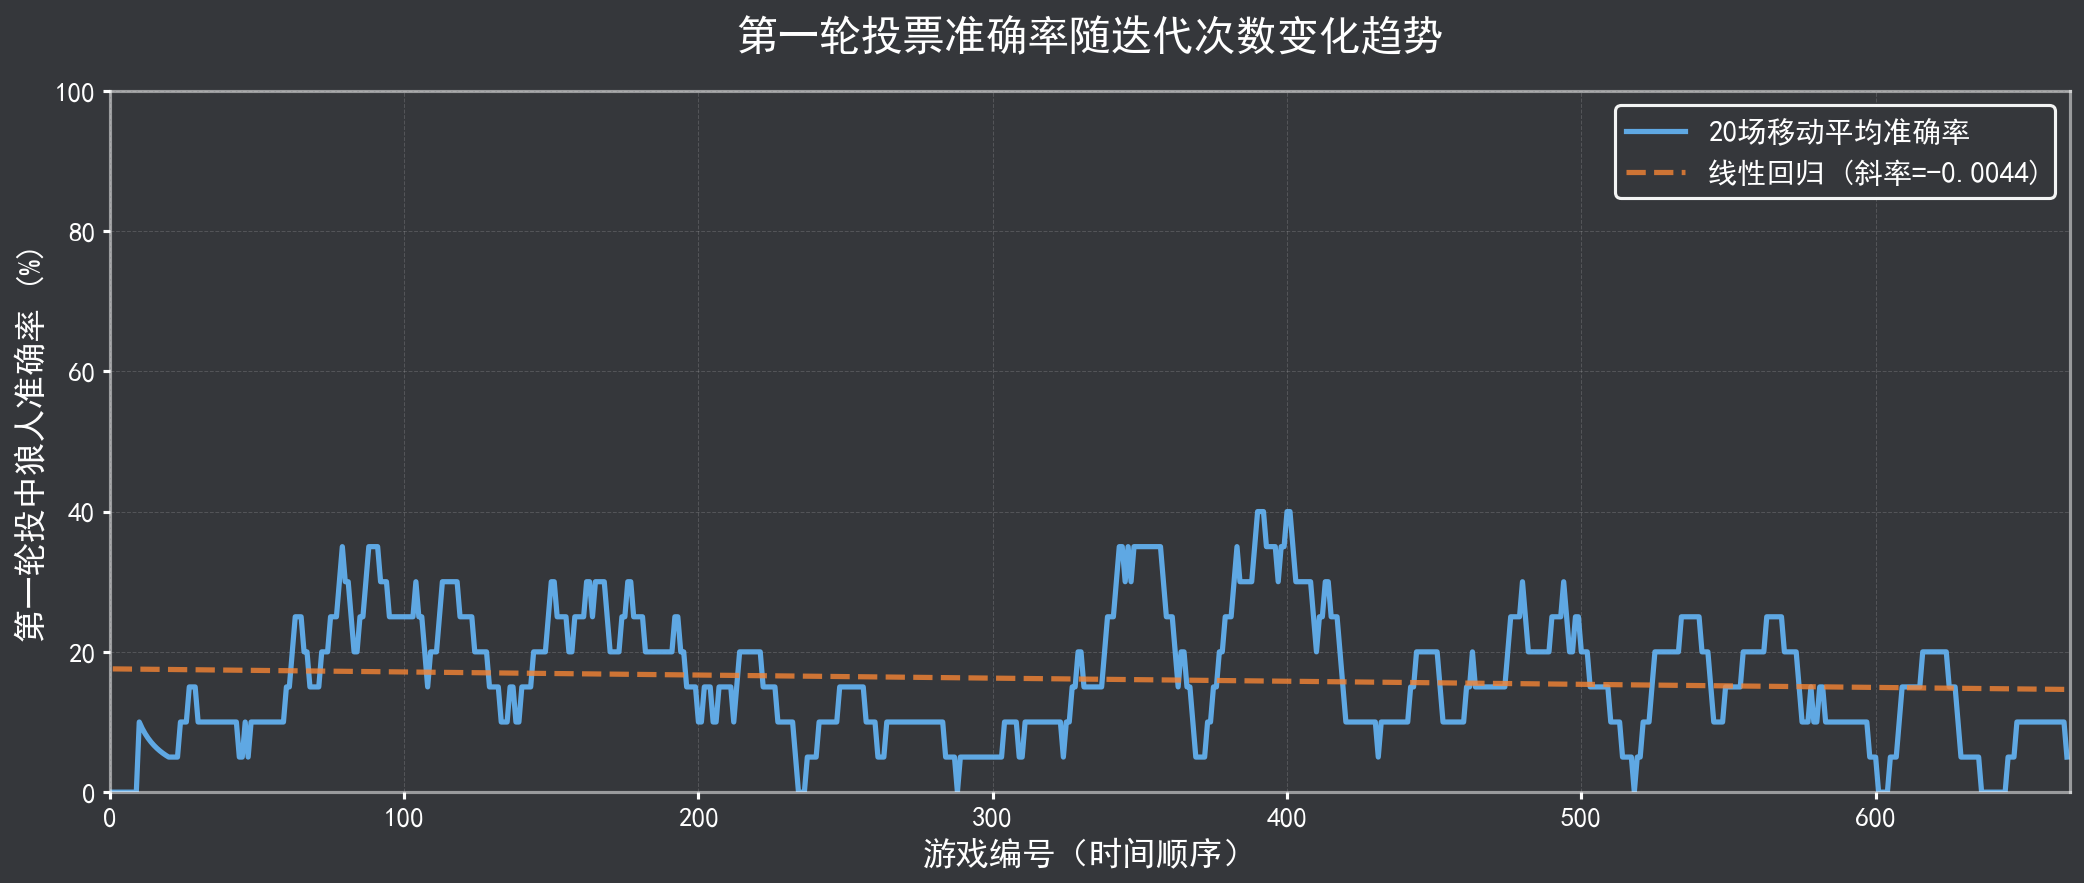 第一轮投票准确率随迭代次数变化趋势
20场移动平均准确率
线性回归 (斜率=-0.0044)
第一轮投中狼人准确率 (%)
100
80
60
40
20
0
0 100 200 300 400 500 600
游戏编号（时间顺序）